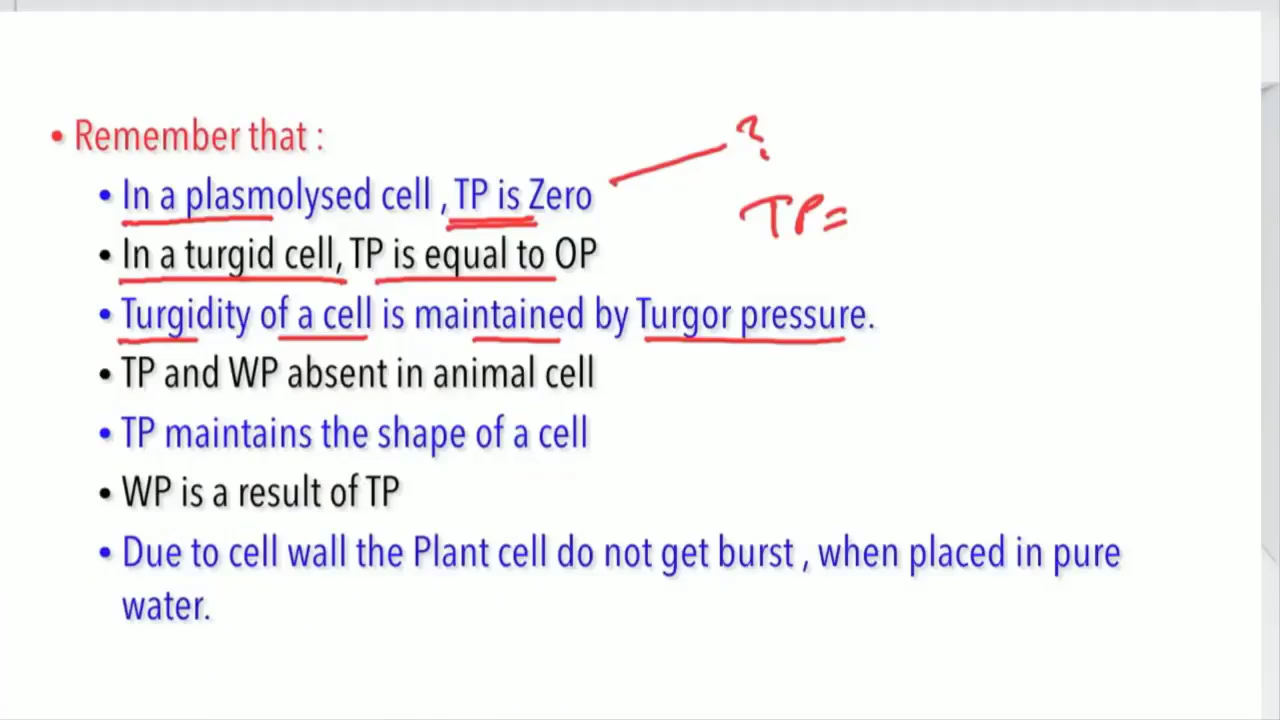 • Remember that :
?
• In a plasmolysed cell , TP is Zero
TP=
• In a turgid cell, TP is equal to OP
• Turgidity of a cell is maintained by Turgor pressure.
• TP and WP absent in animal cell
• TP maintains the shape of a cell
• WP is a result of TP
• Due to cell wall the Plant cell do not get burst , when placed in pure
water.